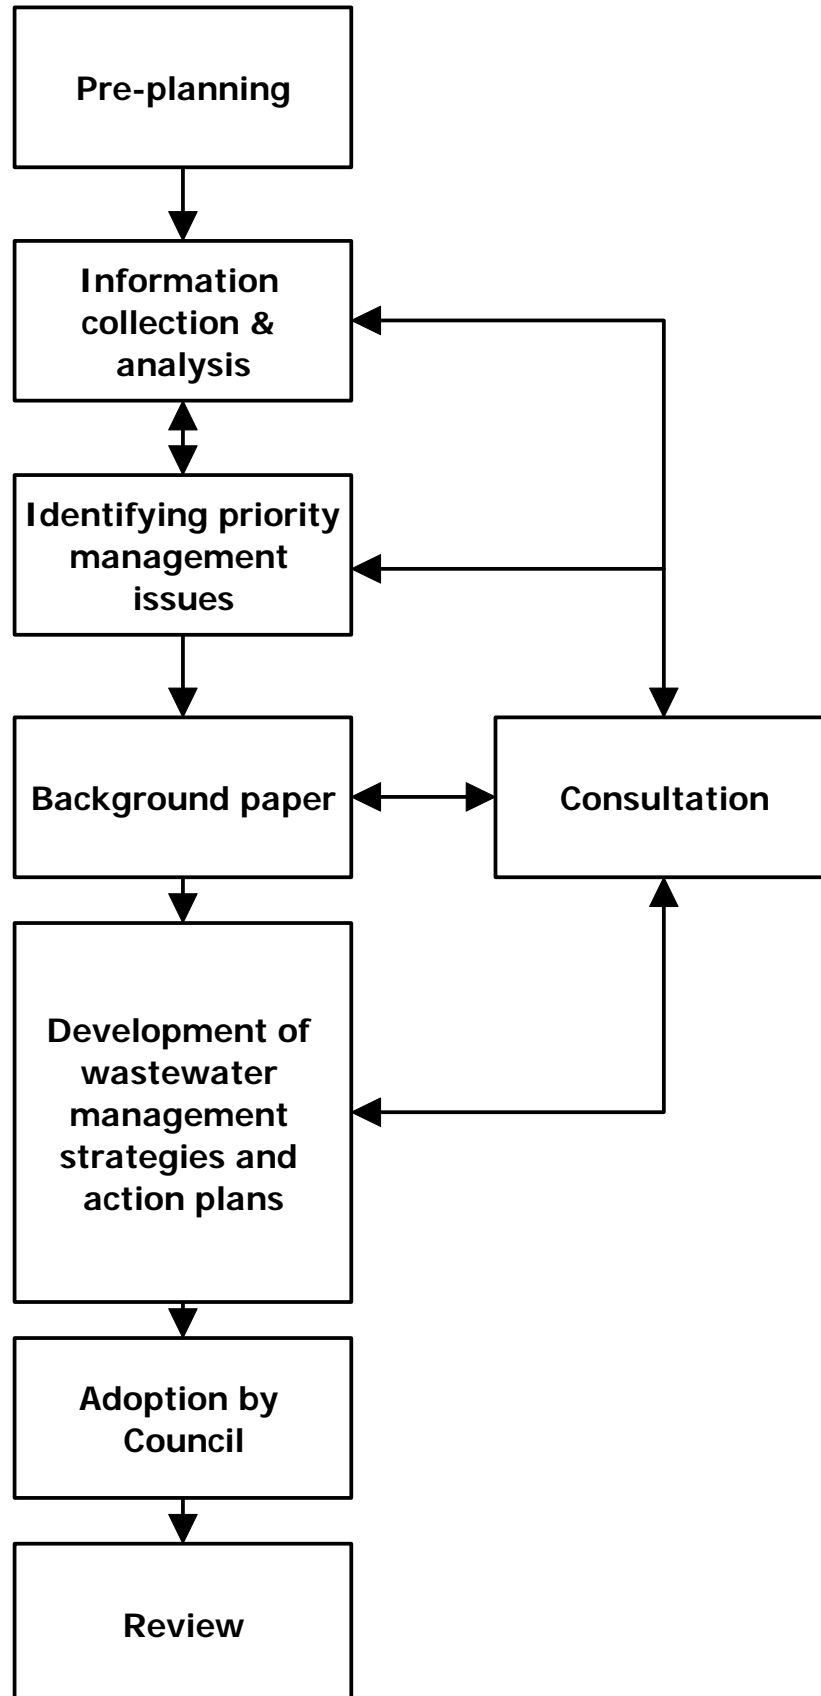 Pre-planning
Information
collection &
analysis
Identifying priority
management
issues
Background paper
Consultation
Development of
wastewater
management
strategies and
action plans
Adoption by
Council
Review